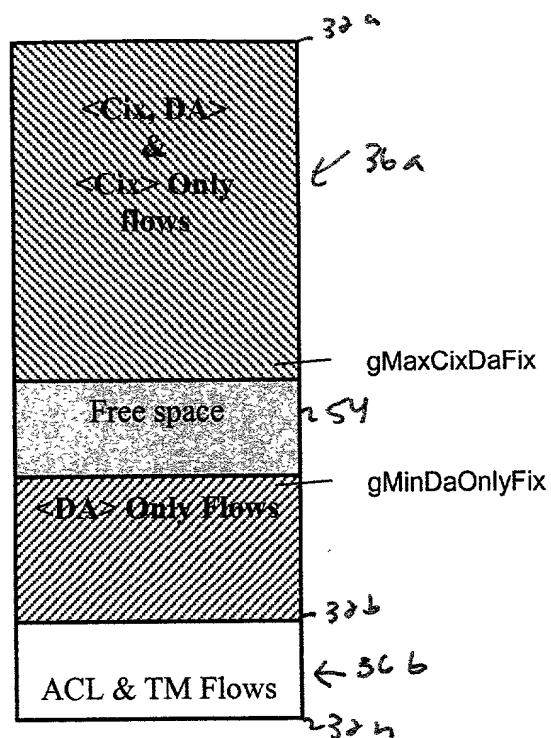 32a
<Cix, DA>
&
<Cix> Only
flows
36a
gMaxCixDaFix
Free space
54
gMinDaOnlyFix
<DA> Only Flows
32b
36b
ACL & TM Flows
32n